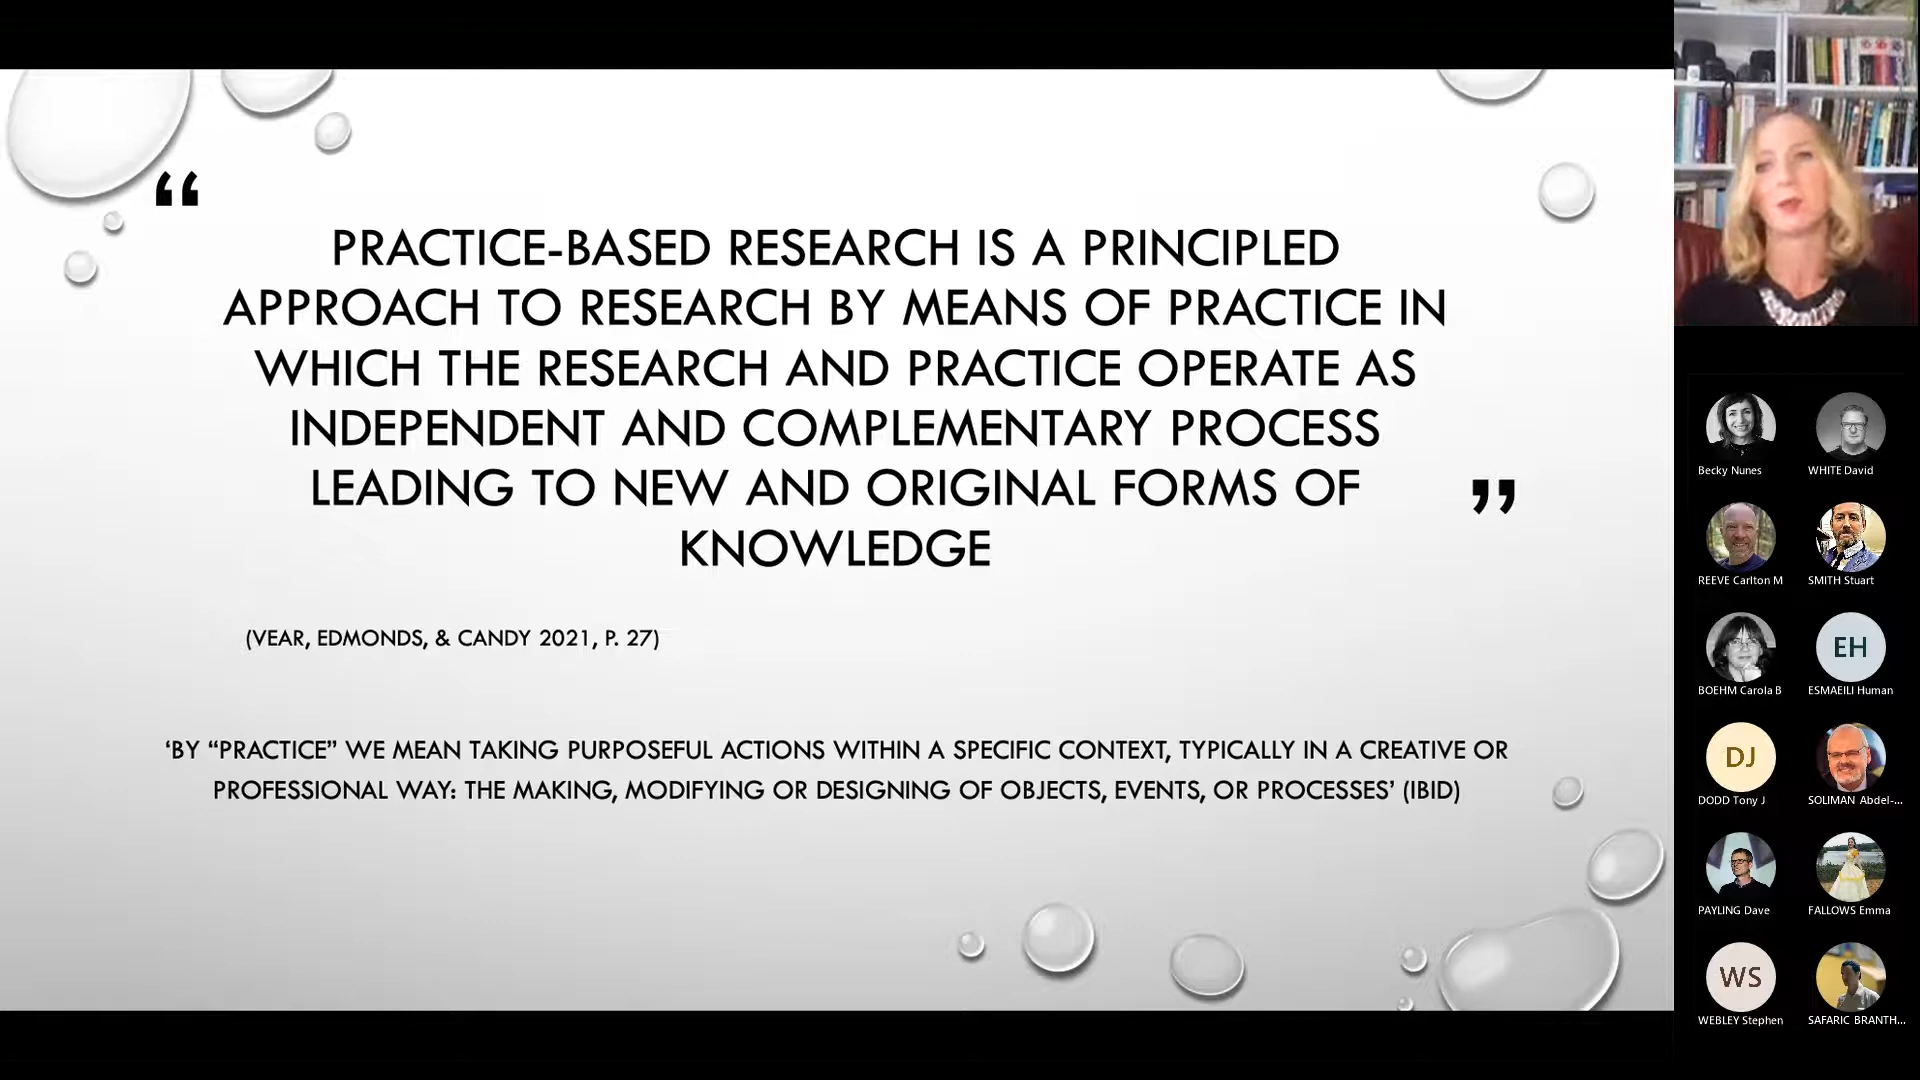 “
PRACTICE-BASED RESEARCH IS A PRINCIPLED
APPROACH TO RESEARCH BY MEANS OF PRACTICE IN
WHICH THE RESEARCH AND PRACTICE OPERATE AS
INDEPENDENT AND COMPLEMENTARY PROCESS
LEADING TO NEW AND ORIGINAL FORMS OF
KNOWLEDGE
”
(VEAR, EDMONDS, & CANDY 2021, P. 27)
‘BY “PRACTICE” WE MEAN TAKING PURPOSEFUL ACTIONS WITHIN A SPECIFIC CONTEXT, TYPICALLY IN A CREATIVE OR
PROFESSIONAL WAY: THE MAKING, MODIFYING OR DESIGNING OF OBJECTS, EVENTS, OR PROCESSES’ (IBID)
Becky Nunes
WHITE David
REEVE Carlton M
SMITH Stuart
BOEHM Carola B
EH
ESMAEILI Human
DJ
DODD Tony J
SOLIMAN Abdel-...
PAYLING Dave
FALLOWS Emma
WS
WEBLEY Stephen
SAFARIC BRANTH...